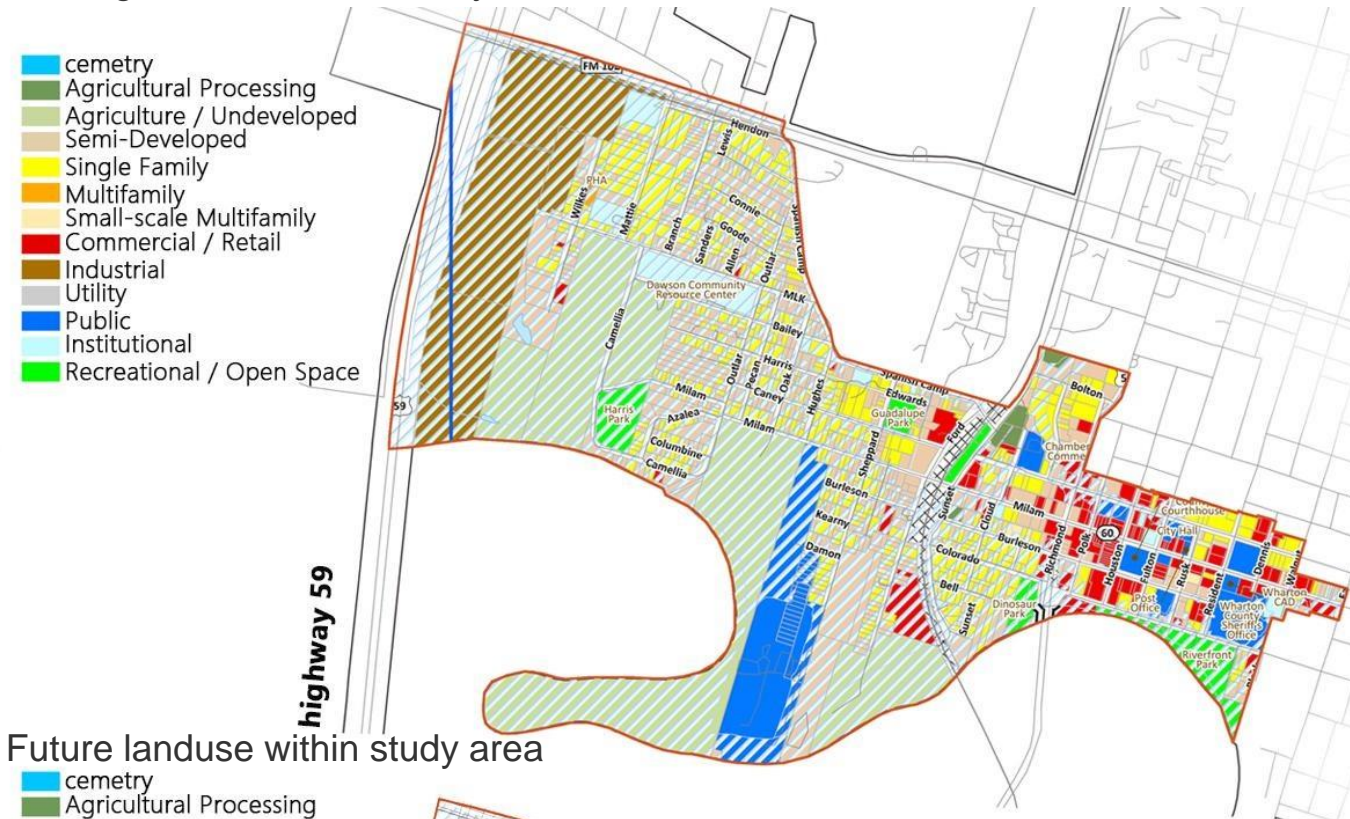 cemetry
Agricultural Processing
Agriculture / Undeveloped
Semi-Developed
Single Family
Multifamily
Small-scale Multifamily
Commercial / Retail
Industrial
Utility
Public
Institutional
Recreational / Open Space
Hendon
Lewis
PHA
Wilkes
Mattie
Connie
Branch
Sanders
Goode
Allen
Outlar
Spanish Camp
Dawson Community
Resource Center
MLK
Camellia
Bailey
Outlar
Pecan
Harris
Oak
Caney
Hughes
Milam
Harris
Park
Azalea
Milam
Columbine
Camellia
Spanish Camp
Edwards
Guadalupe
Park
Ford
Sheppard
Bolton
Chamber
Burleson
Sunset
Cloud
Milam
Kearny
Damon
Colorado
Burleson
Richmond
Polk
60
Courthouse
City Hall
Houston
Fulton
Rusk
Resident
Dennis
Walnut
Bell
Sunset
Dinosaur
Park
Post
Office
Wharton
CAD
Wharton
County
Sheriff's
Office
Riverfront
Park
59
highway 59
Future landuse within study area
cemetry
Agricultural Processing